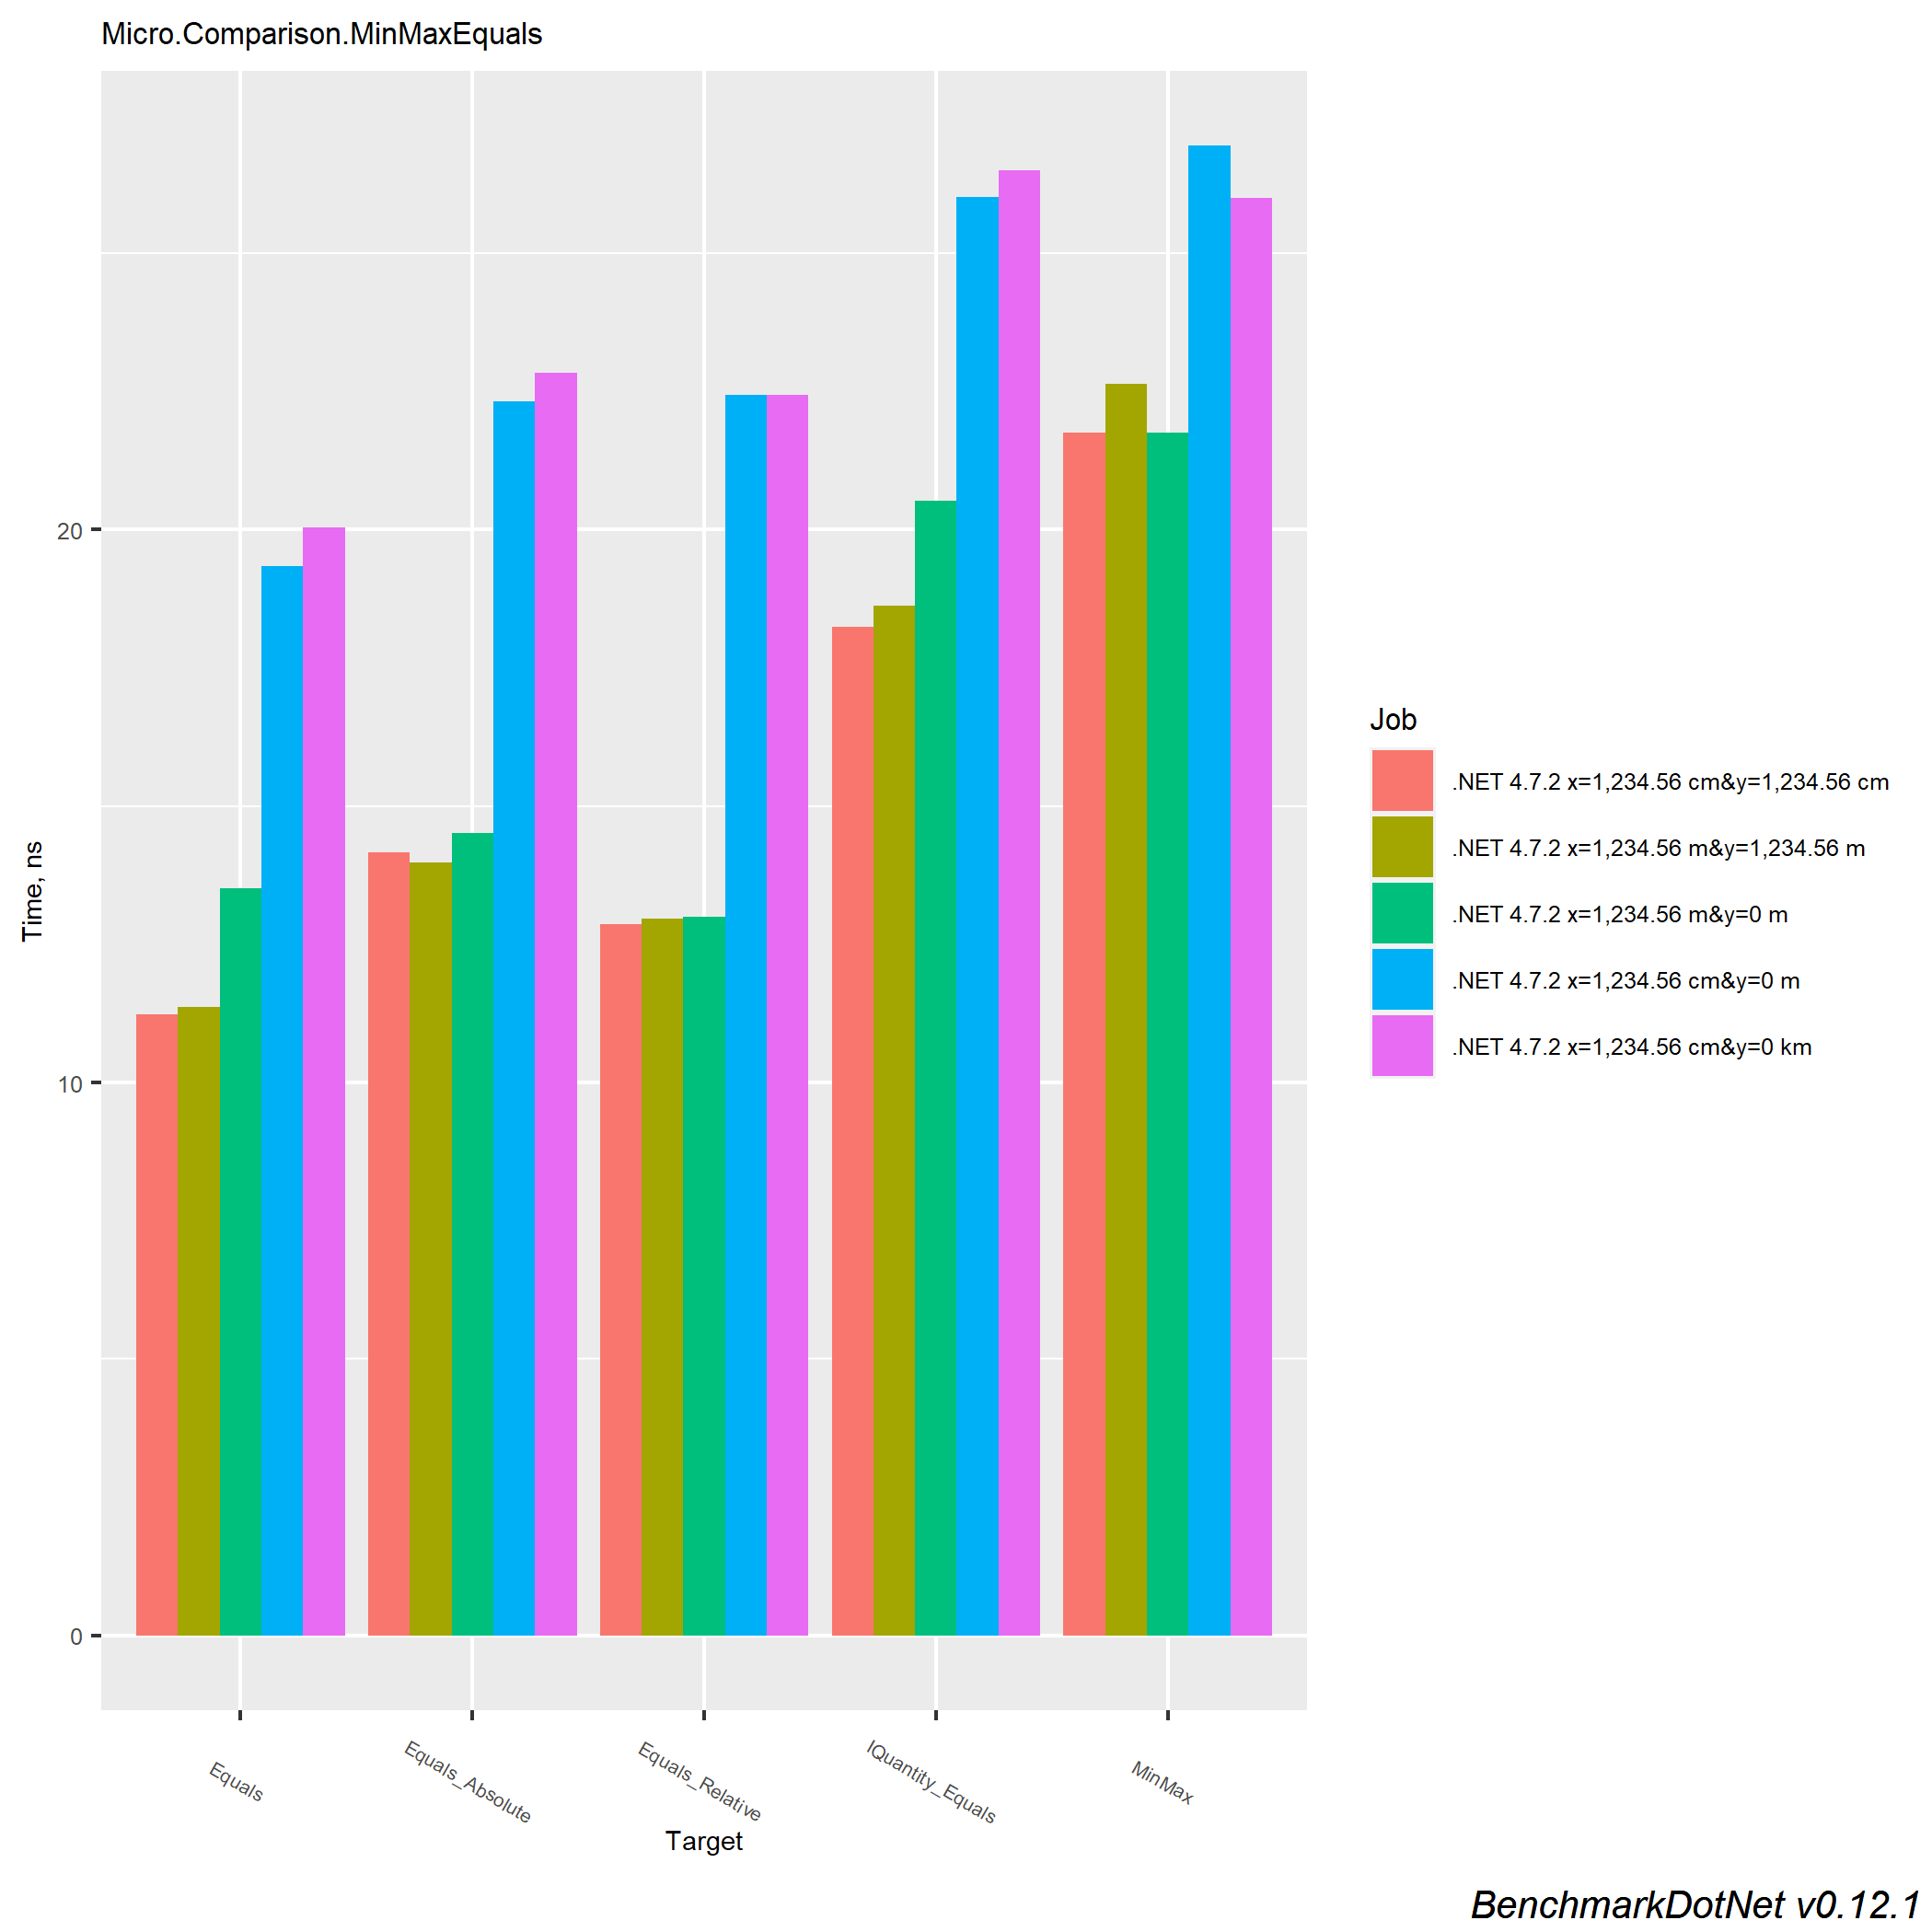 Micro.Comparison.MinMaxEquals
Time, ns
20
10
0
Equals
Equals_Absolute
Equals_Relative
IQuantity_Equals
MinMax
Target
Job
.NET 4.7.2 x=1,234.56 cm&y=1,234.56 cm
.NET 4.7.2 x=1,234.56 m&y=1,234.56 m
.NET 4.7.2 x=1,234.56 m&y=0 m
.NET 4.7.2 x=1,234.56 cm&y=0 m
.NET 4.7.2 x=1,234.56 cm&y=0 km
BenchmarkDotNet v0.12.1